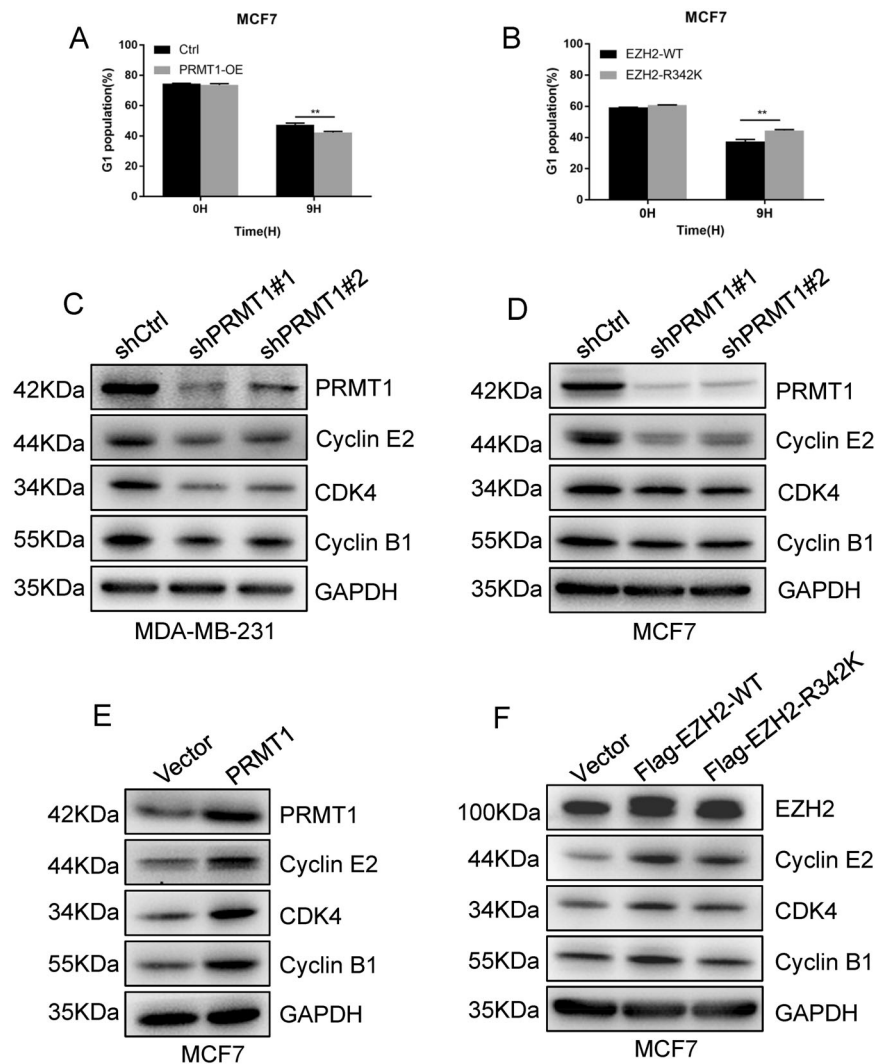 MCF7
A
Ctrl
PRMT1-OE
G1 population(%)
100
80
60
40
20
0
**
0H
9H
Time(H)
MCF7
B
EZH2-WT
EZH2-R342K
G1 population(%)
100
80
60
40
20
0
**
0H
9H
Time(H)
C
shCtrl
shPRMT1#1
shPRMT1#2
42KDa PRMT1
44KDa Cyclin E2
34KDa CDK4
55KDa Cyclin B1
35KDa GAPDH
MDA-MB-231
D
shCtrl
shPRMT1#1
shPRMT1#2
42KDa PRMT1
44KDa Cyclin E2
34KDa CDK4
55KDa Cyclin B1
35KDa GAPDH
MCF7
E
Vector
PRMT1
42KDa PRMT1
44KDa Cyclin E2
34KDa CDK4
55KDa Cyclin B1
35KDa GAPDH
MCF7
F
Vector
Flag-EZH2-WT
Flag-EZH2-R342K
100KDa EZH2
44KDa Cyclin E2
34KDa CDK4
55KDa Cyclin B1
35KDa GAPDH
MCF7